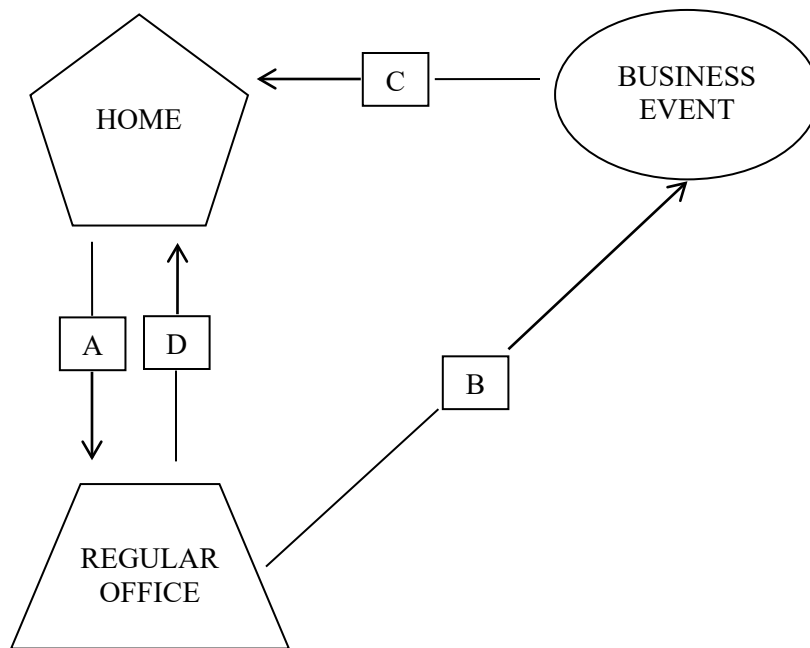 HOME
C
BUSINESS
EVENT
A
D
B
REGULAR
OFFICE